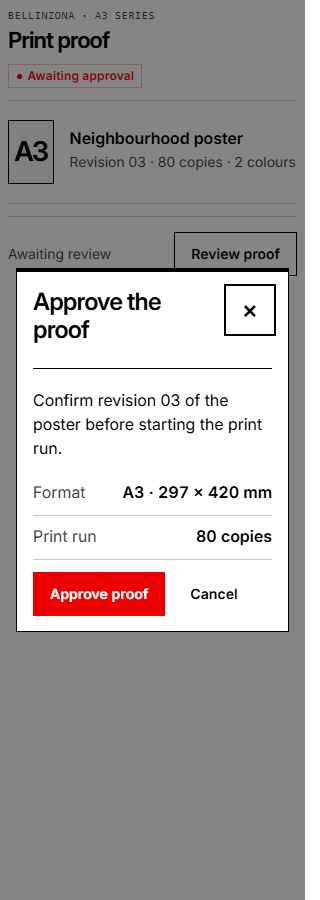 BELLINZONA · A3 SERIES
Print proof
● Awaiting approval
A3
Neighbourhood poster
Revision 03 · 80 copies · 2 colours
Awaiting review
Review proof
Approve the
proof
×
Confirm revision 03 of the
poster before starting the print
run.
Format A3 · 297 × 420 mm
Print run 80 copies
Approve proof Cancel